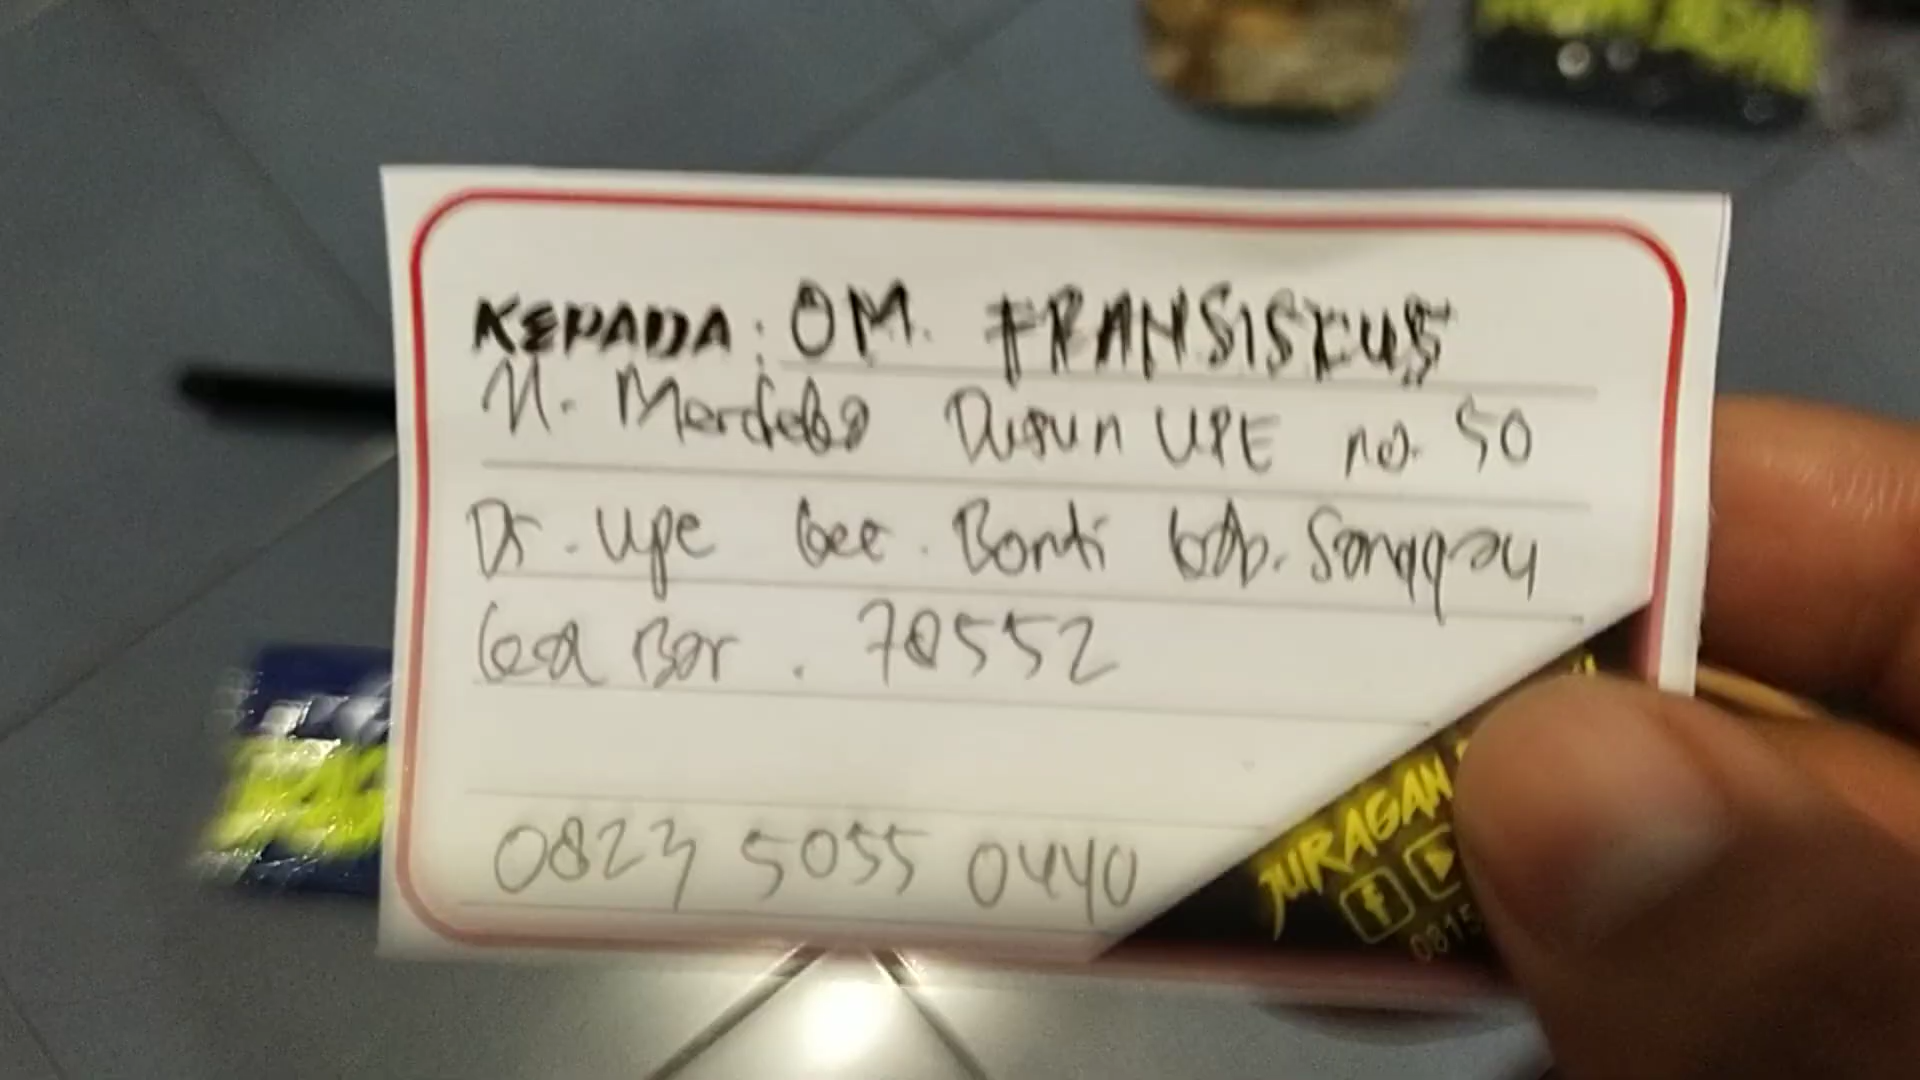 KEPADA: OM. FRANSISKUS
Jl. Merdeka Dusun UPE no. 50
Ds. Upe kec. Bonti kab. Sanggau
Kal Bar. 78552
0823 5055 0440
JURAGAN
0815